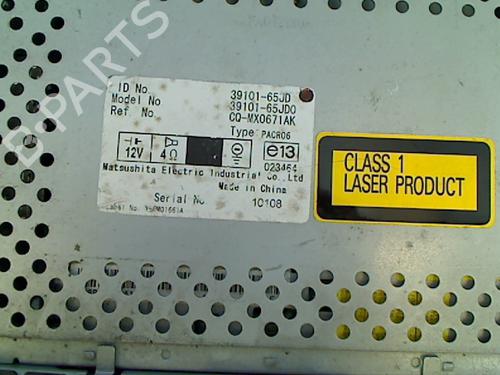 B-PARTS
ID No. 39101-65JD
Model No 39101-65JD0
Ref No. CQ-MX0671AK
Type PACR06
12V 4Ω e13
023464
Matsushita Electric Industrial Co., Ltd
Made in China
Serial No 10108
CLASS 1
LASER PRODUCT